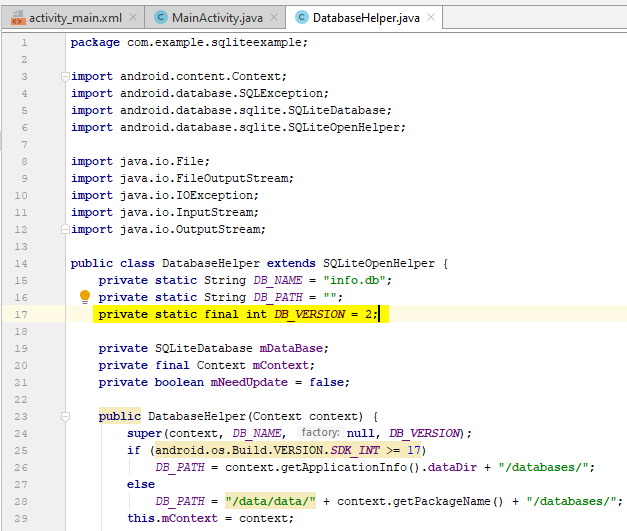 activity_main.xml MainActivity.java DatabaseHelper.java
1 package com.example.sqliteexample;
2
3 import android.content.Context;
4 import android.database.SQLException;
5 import android.database.sqlite.SQLiteDatabase;
6 import android.database.sqlite.SQLiteOpenHelper;
7
8 import java.io.File;
9 import java.io.FileOutputStream;
10 import java.io.IOException;
11 import java.io.InputStream;
12 import java.io.OutputStream;
13
14 public class DatabaseHelper extends SQLiteOpenHelper {
15 private static String DB_NAME = "info.db";
16 private static String DB_PATH = "";
17 private static final int DB_VERSION = 2;
18
19 private SQLiteDatabase mDataBase;
20 private final Context mContext;
21 private boolean mNeedUpdate = false;
22
23 public DatabaseHelper(Context context) {
24 super(context, DB_NAME, factory: null, DB_VERSION);
25 if (android.os.Build.VERSION.SDK_INT >= 17)
26 DB_PATH = context.getApplicationInfo().dataDir + "/databases/";
27 else
28 DB_PATH = "/data/data/" + context.getPackageName() + "/databases/";
29 this.mContext = context;